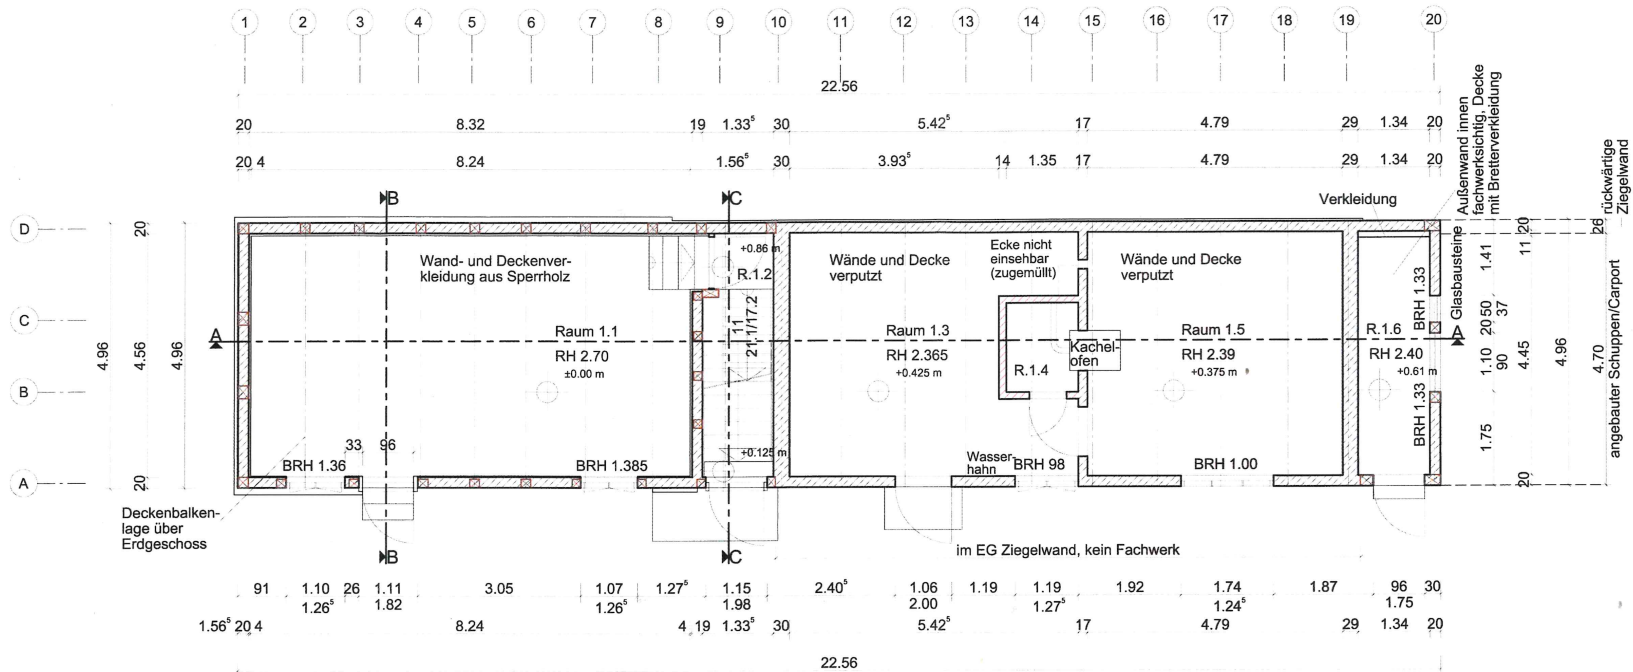 1 2 3 4 5 6 7 8 9 10 11 12 13 14 15 16 17 18 19 20
22.56
20 8.32 19 1.33⁵ 30 5.42⁵ 17 4.79 29 1.34 20
20 4 8.24 1.56⁵ 30 3.93⁵ 14 1.35 17 4.79 29 1.34 20
Außenwand innen
fachwerksichtig, Decke
mit Bretterverkleidung
rückwärtige
Ziegelwand
B
C
Verkleidung
D
C
B
A
4.96
20
4.56
20
4.96
Wand- und Deckenver-
kleidung aus Sperrholz
+0.86 m
R.1.2
11
21.1/17.2
Wände und Decke
verputzt
Ecke nicht
einsehbar
(zugemüllt)
Wände und Decke
verputzt
A
Raum 1.1
RH 2.70
±0.00 m
Raum 1.3
RH 2.365
+0.425 m
R.1.4
Kachel-
ofen
Raum 1.5
RH 2.39
+0.375 m
R.1.6
RH 2.40
+0.61 m
BRH 1.33
BRH 1.33
A
Glasbausteine
1.41
50
20
1.10
1.75
11
37
90
20
4.45
20
4.96
26
4.70
angebauter Schuppen/Carport
33 96
+0.125 m
BRH 1.36
BRH 1.385
Wasser-
hahn
BRH 98
BRH 1.00
Deckenbalken-
lage über
Erdgeschoss
B
C
im EG Ziegelwand, kein Fachwerk
91 1.10 26 1.11 3.05 1.07 1.27⁵ 1.15 2.40⁵ 1.06 1.19 1.19 1.92 1.74 1.87 96 30
1.26⁵ 1.82 1.26⁵ 1.98 2.00 1.27⁵ 1.24⁵ 1.75
1.56⁵ 20 4 8.24 4 19 1.33⁵ 30 5.42⁵ 17 4.79 29 1.34 20
22.56